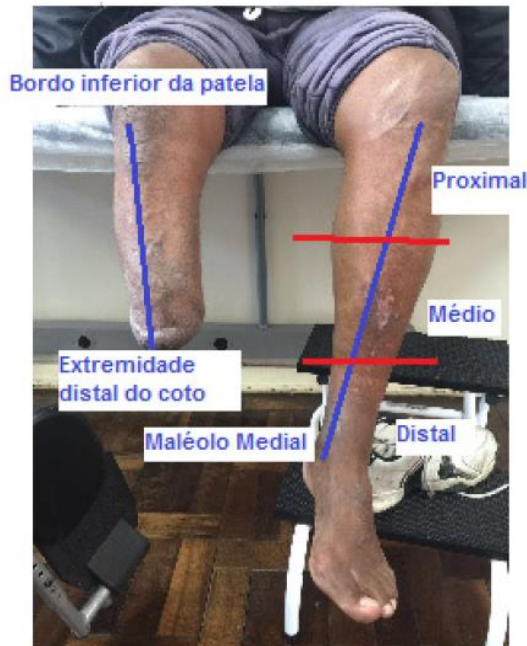 Bordo inferior da patela
Proximal
Médio
Extremidade
distal do coto
Maléolo Medial
Distal